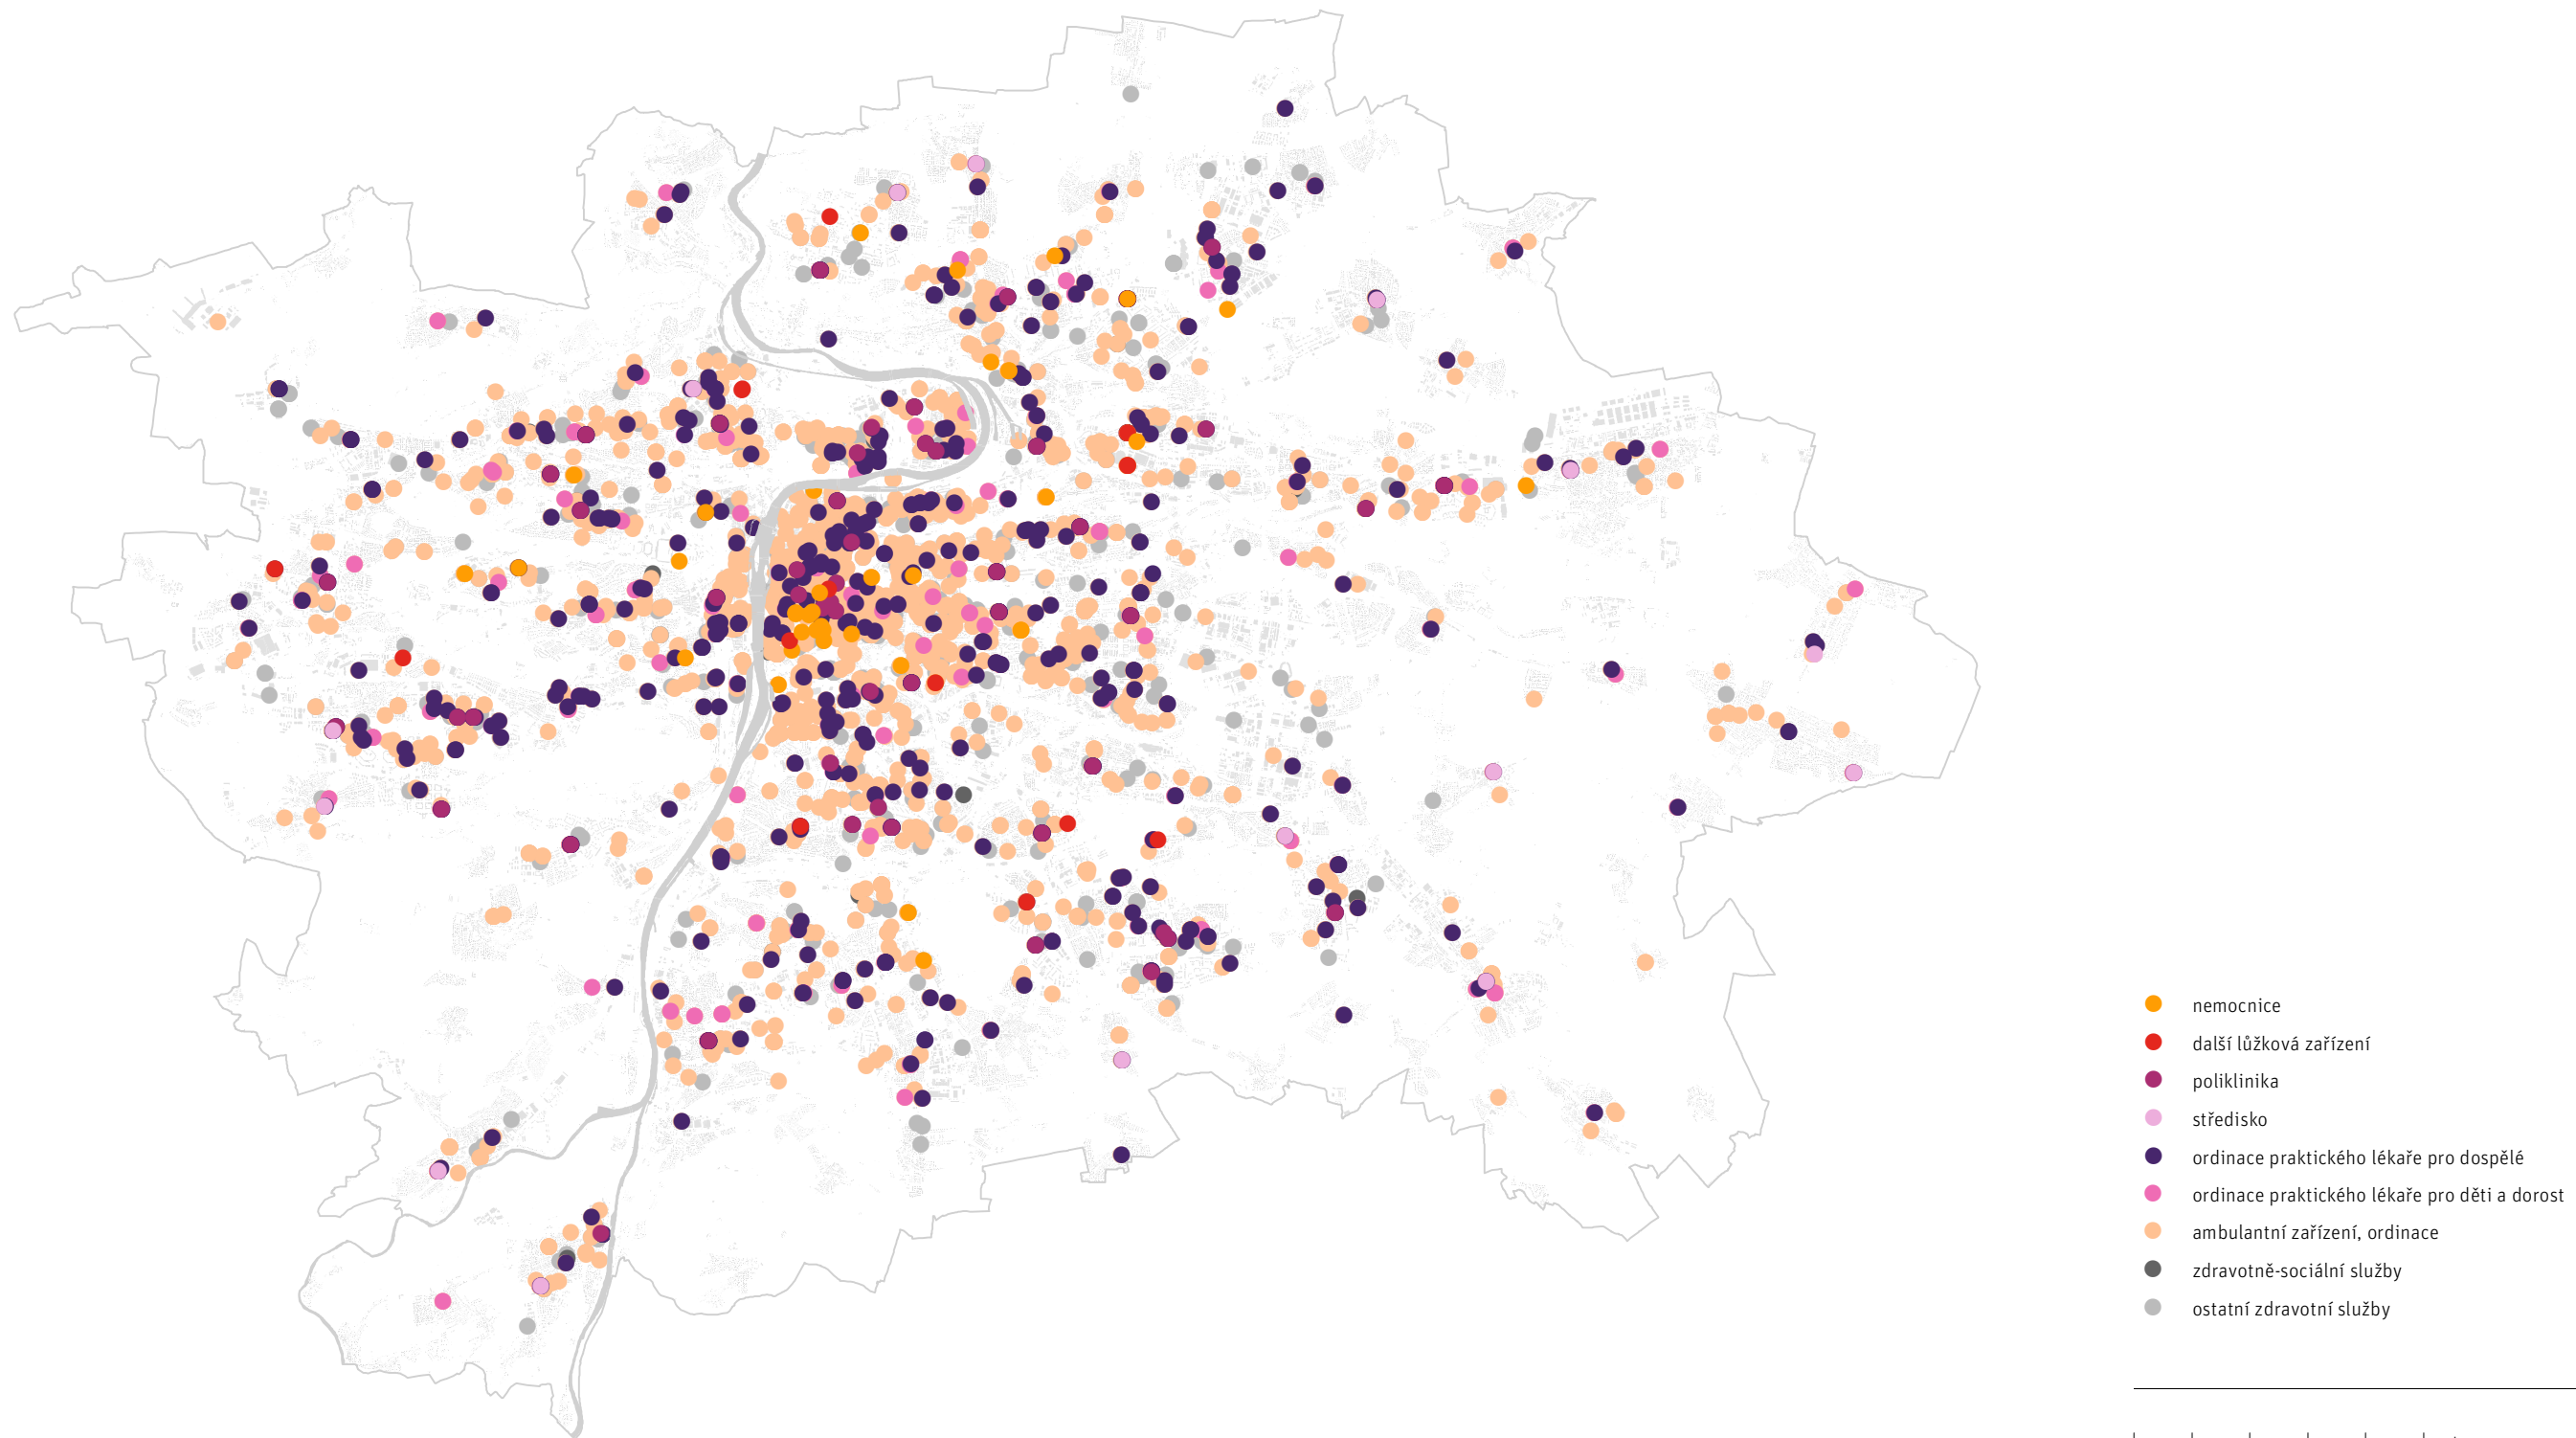 nemocnice
další lůžková zařízení
poliklinika
středisko
ordinace praktického lékaře pro dospělé
ordinace praktického lékaře pro děti a dorost
ambulantní zařízení, ordinace
zdravotně-sociální služby
ostatní zdravotní služby